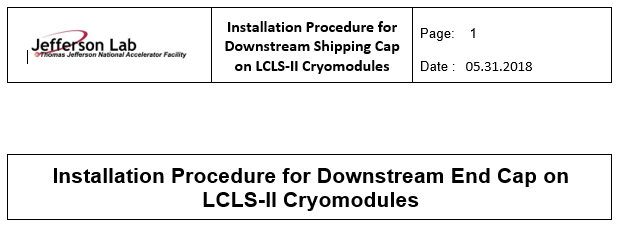 Jefferson Lab
Thomas Jefferson National Accelerator Facility
Installation Procedure for
Downstream Shipping Cap
on LCLS-II Cryomodules
Page: 1
Date : 05.31.2018
Installation Procedure for Downstream End Cap on
LCLS-II Cryomodules